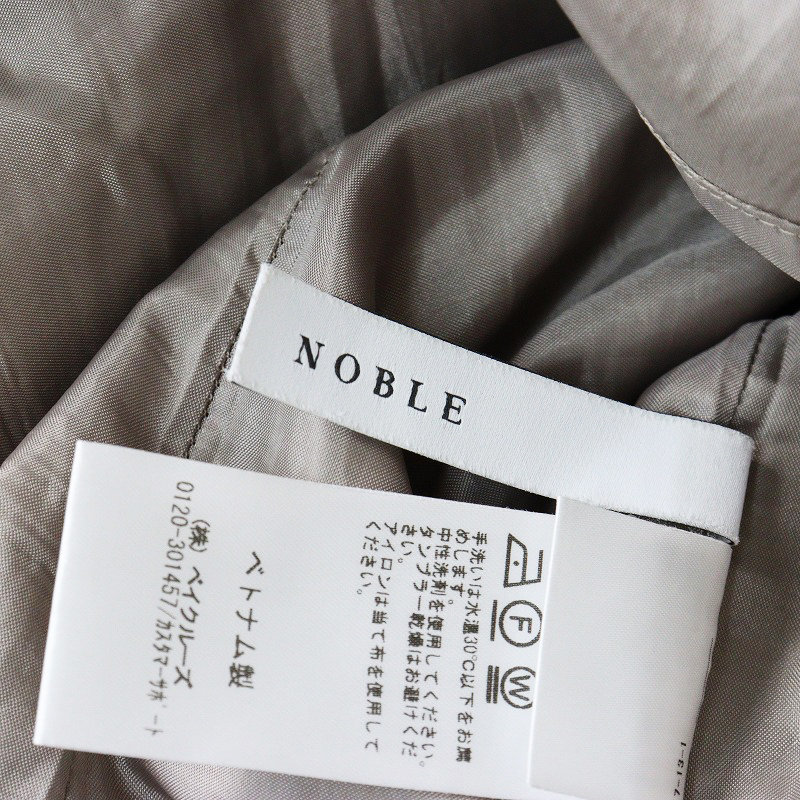 NOBLE
F
W
手洗いは水温30℃以下をお薦
めします。
中性洗剤を使用してください。
タンブラー乾燥はお避けくだ
さい。
アイロンは当て布を使用して
ください。
ベトナム製
(株)ベイクルーズ
0120-301457/カスタマーサポート